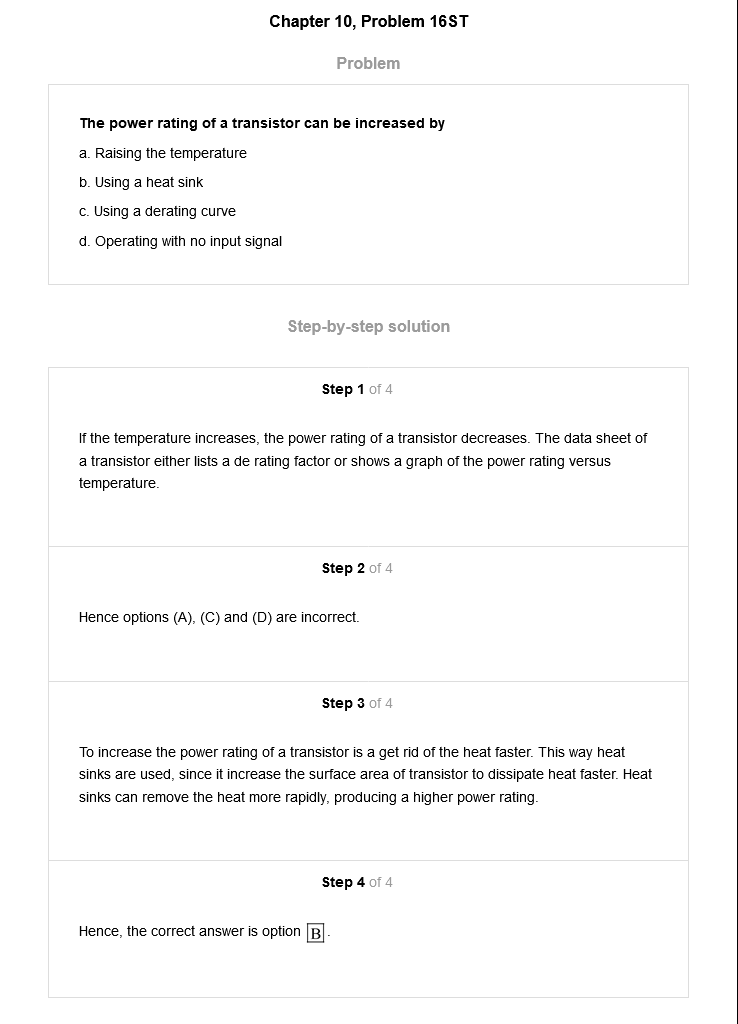 Chapter 10, Problem 16ST
Problem
The power rating of a transistor can be increased by
a. Raising the temperature
b. Using a heat sink
c. Using a derating curve
d. Operating with no input signal
Step-by-step solution
Step 1 of 4
If the temperature increases, the power rating of a transistor decreases. The data sheet of
a transistor either lists a de rating factor or shows a graph of the power rating versus
temperature.
Step 2 of 4
Hence options (A), (C) and (D) are incorrect.
Step 3 of 4
To increase the power rating of a transistor is a get rid of the heat faster. This way heat
sinks are used, since it increase the surface area of transistor to dissipate heat faster. Heat
sinks can remove the heat more rapidly, producing a higher power rating.
Step 4 of 4
Hence, the correct answer is option B.